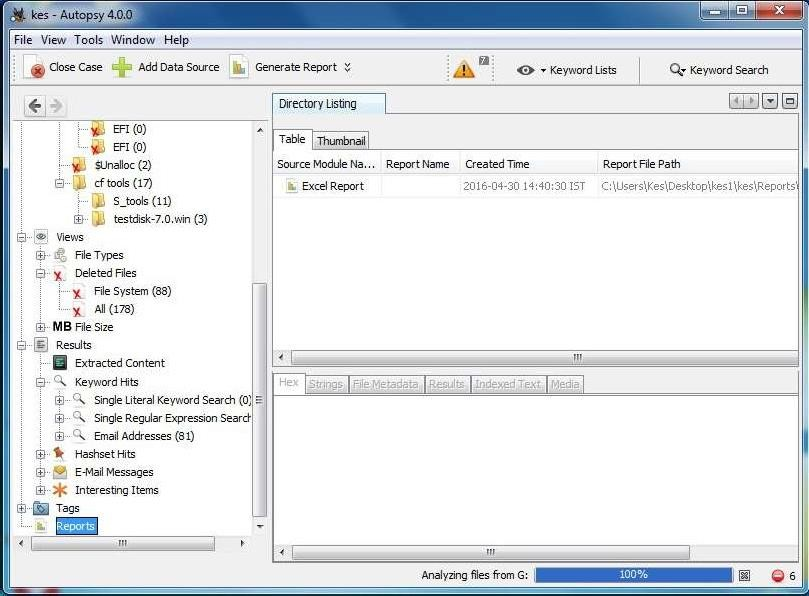 kes - Autopsy 4.0.0
File View Tools Window Help
Close Case Add Data Source Generate Report 7 Keyword Lists Keyword Search
Directory Listing
Table Thumbnail
Source Module Na... Report Name Created Time Report File Path
Excel Report 2016-04-30 14:40:30 IST C:\Users\Kes\Desktop\kes1\kes\Reports\
EFI (0)
EFI (0)
$Unalloc (2)
cf tools (17)
S_tools (11)
testdisk-7.0.win (3)
Views
File Types
Deleted Files
File System (88)
All (178)
MB File Size
Results
Extracted Content
Keyword Hits
Single Literal Keyword Search (0)
Single Regular Expression Search
Email Addresses (81)
Hashset Hits
E-Mail Messages
Interesting Items
Tags
Reports
Hex Strings File Metadata Results Indexed Text Media
Analyzing files from G: 100% 6